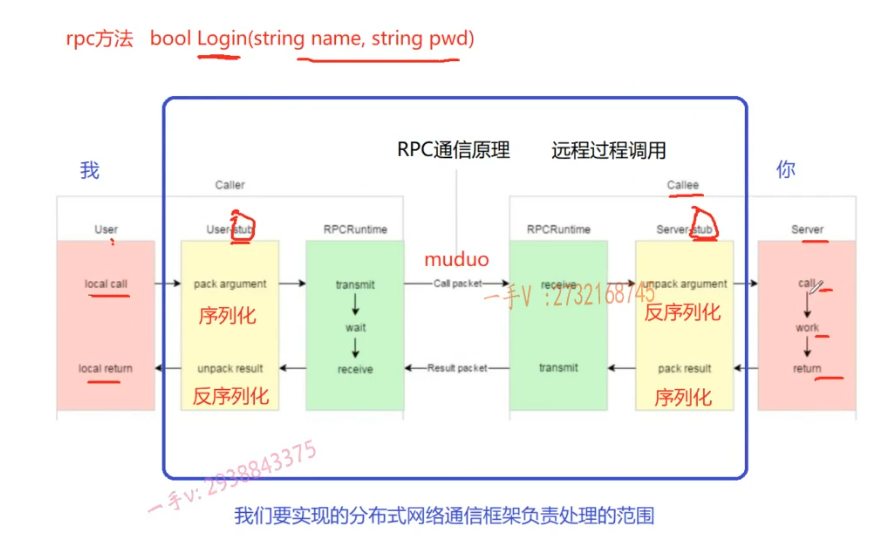 rpc方法 bool Login(string name, string pwd)
RPC通信原理 远程过程调用
我
你
Caller
Callee
User
User-stub
RPCRuntime
RPCRuntime
Server-stub
Server
muduo
local call
pack argument
transmit
Call packet
receive
unpack argument
call
一手V :2732168745
序列化
反序列化
wait
work
local return
unpack result
receive
Result packet
transmit
pack result
return
反序列化
序列化
一手V: 2938843375
我们要实现的分布式网络通信框架负责处理的范围